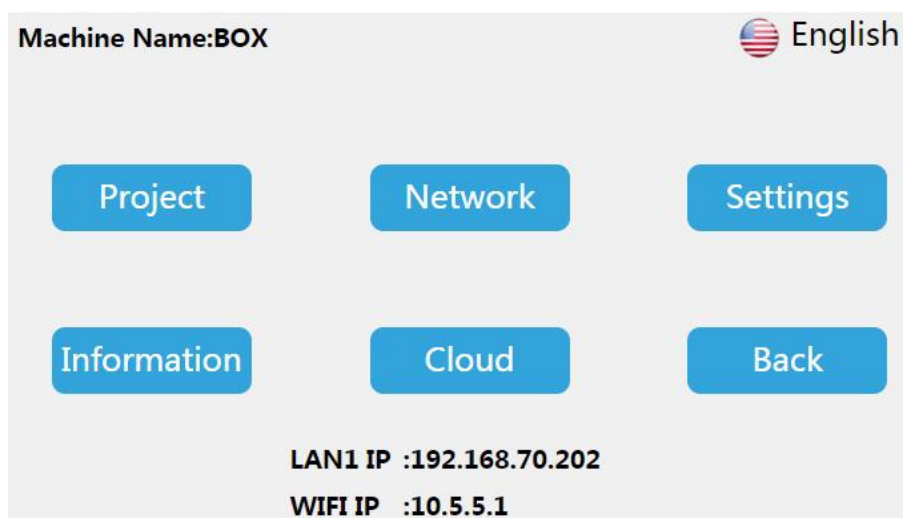 Machine Name:BOX
English
Project
Network
Settings
Information
Cloud
Back
LAN1 IP :192.168.70.202
WIFI IP :10.5.5.1